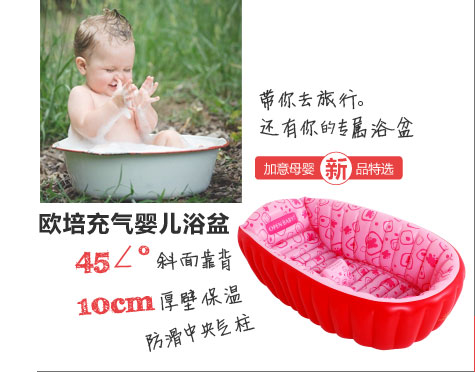 带你去旅行。
还有你的专属浴盆
加意母婴 新 品特选
欧培充气婴儿浴盆
45∠° 斜面靠背
10cm 厚壁保温
防滑中央气柱